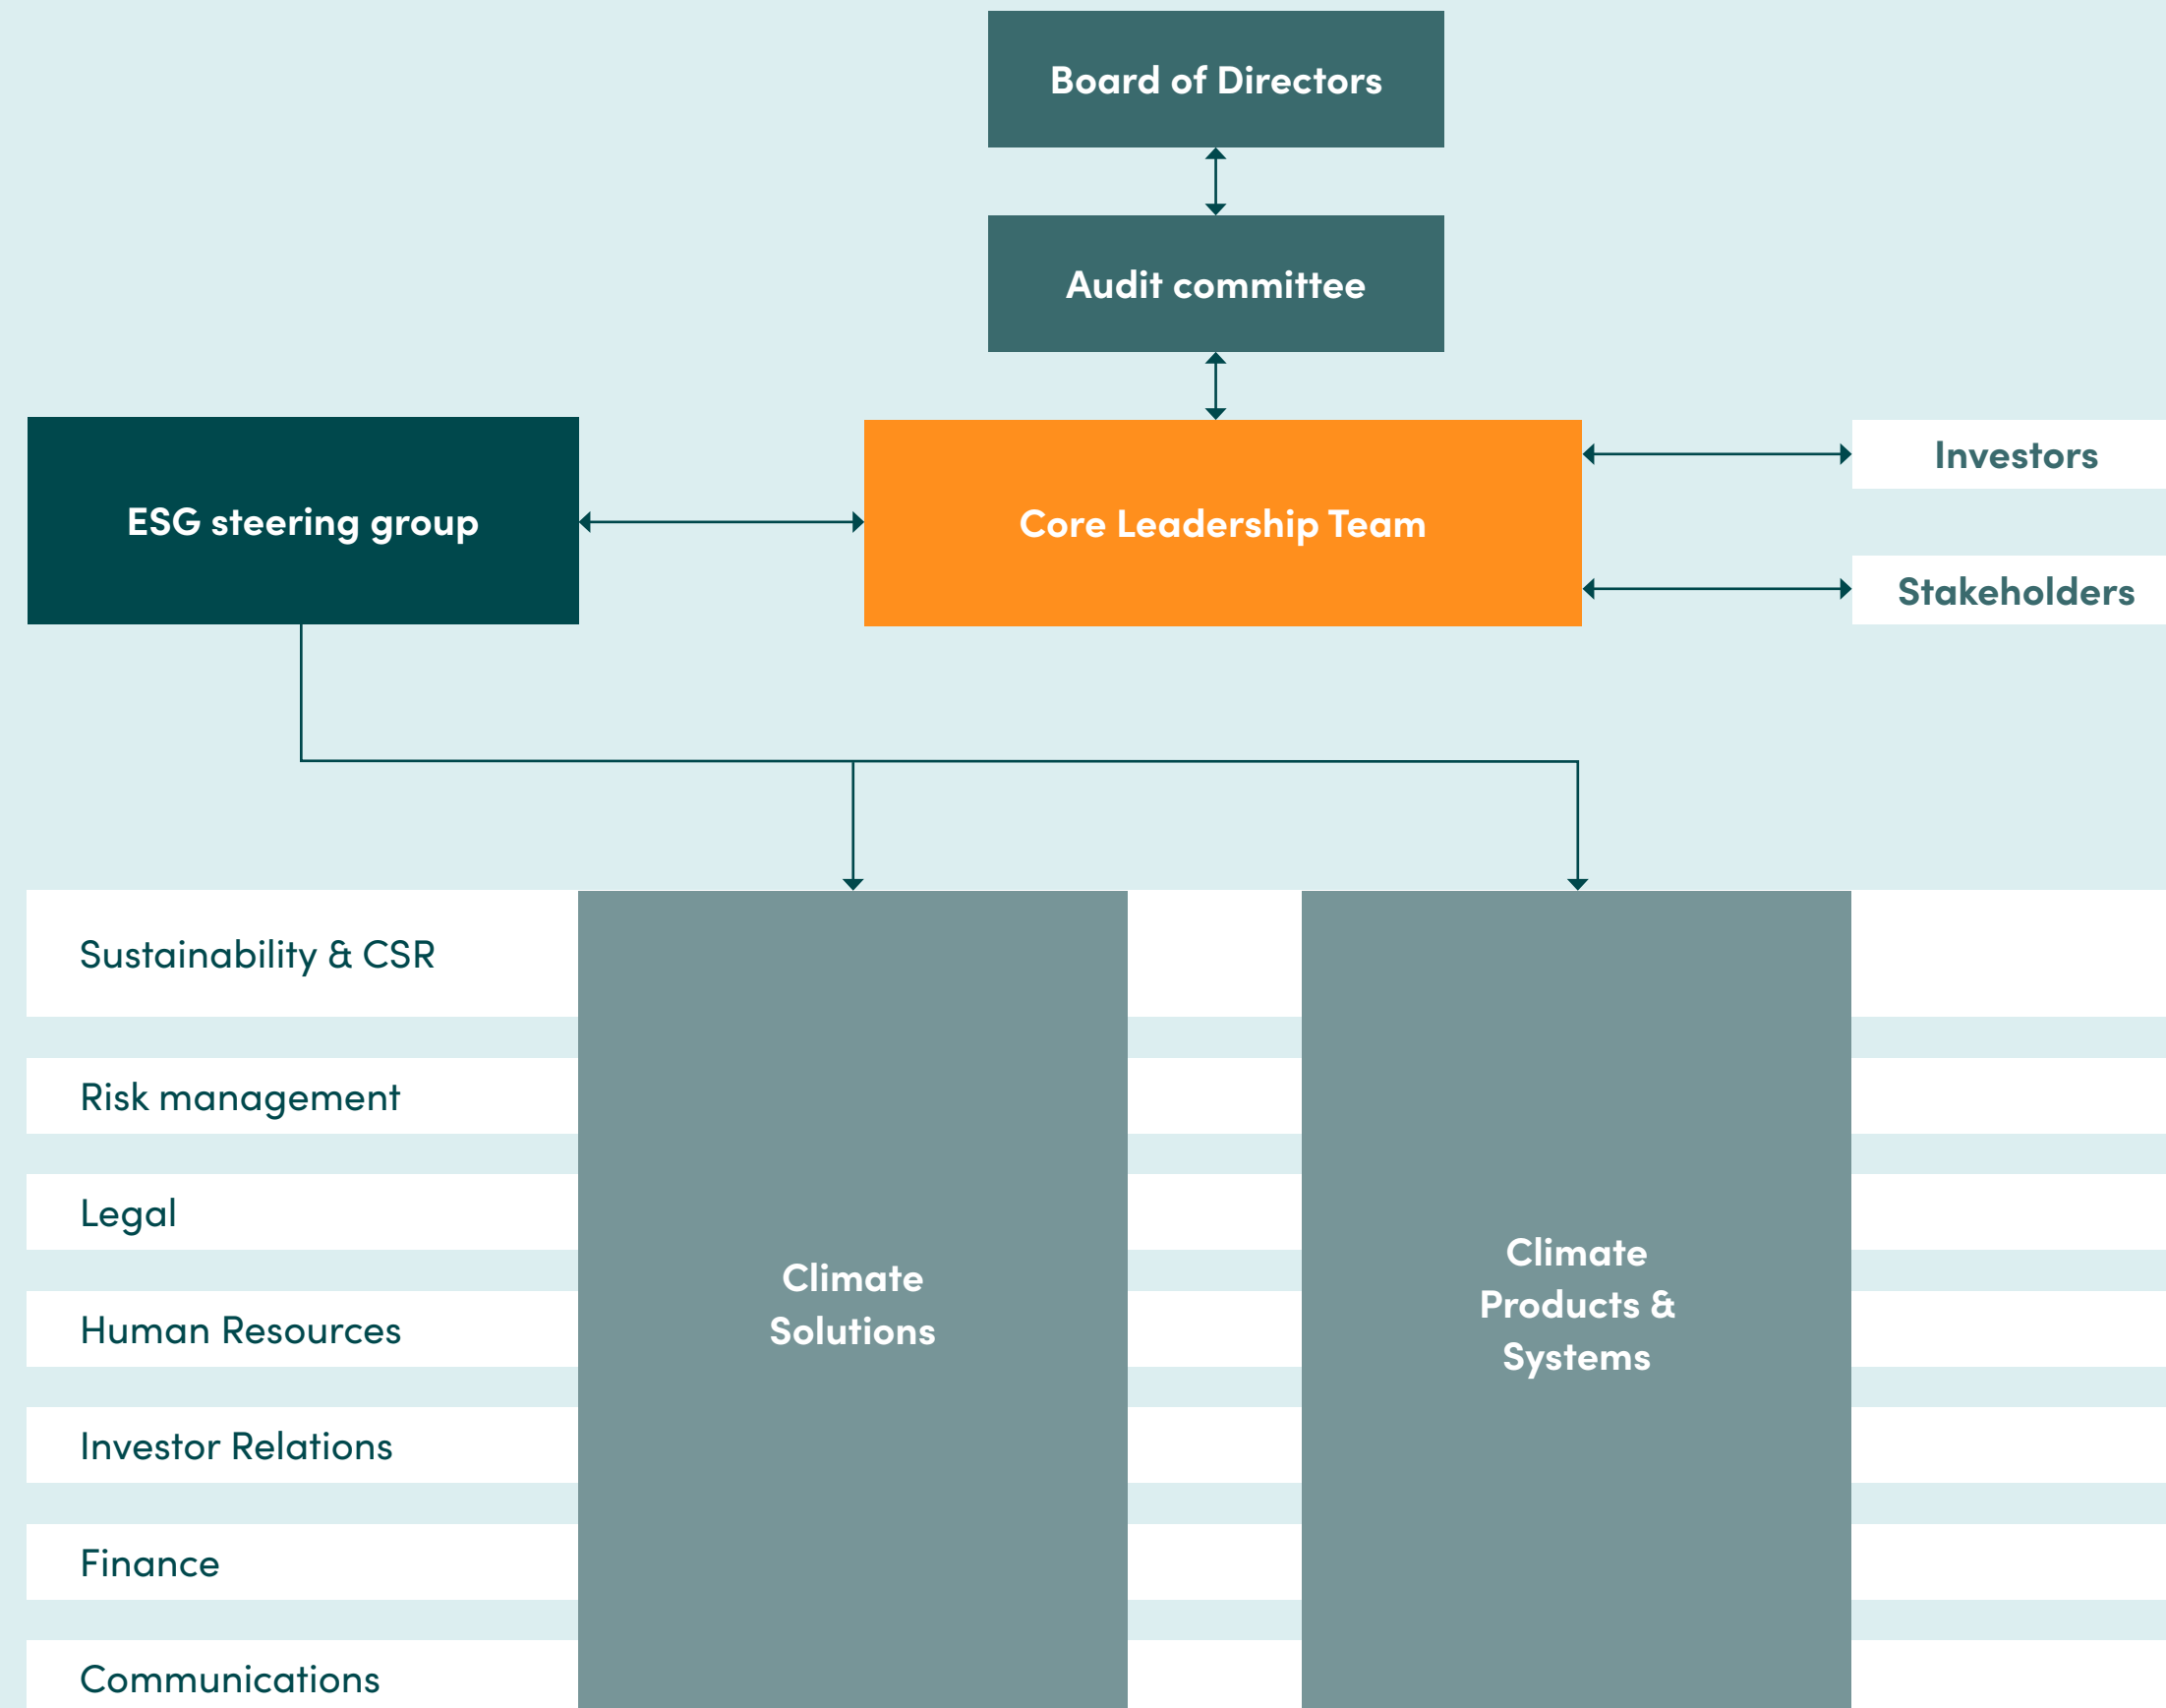 Board of Directors
Audit committee
ESG steering group
Core Leadership Team
Investors
Stakeholders
Sustainability & CSR
Risk management
Legal
Human Resources
Investor Relations
Finance
Communications
Climate
Solutions
Climate
Products &
Systems